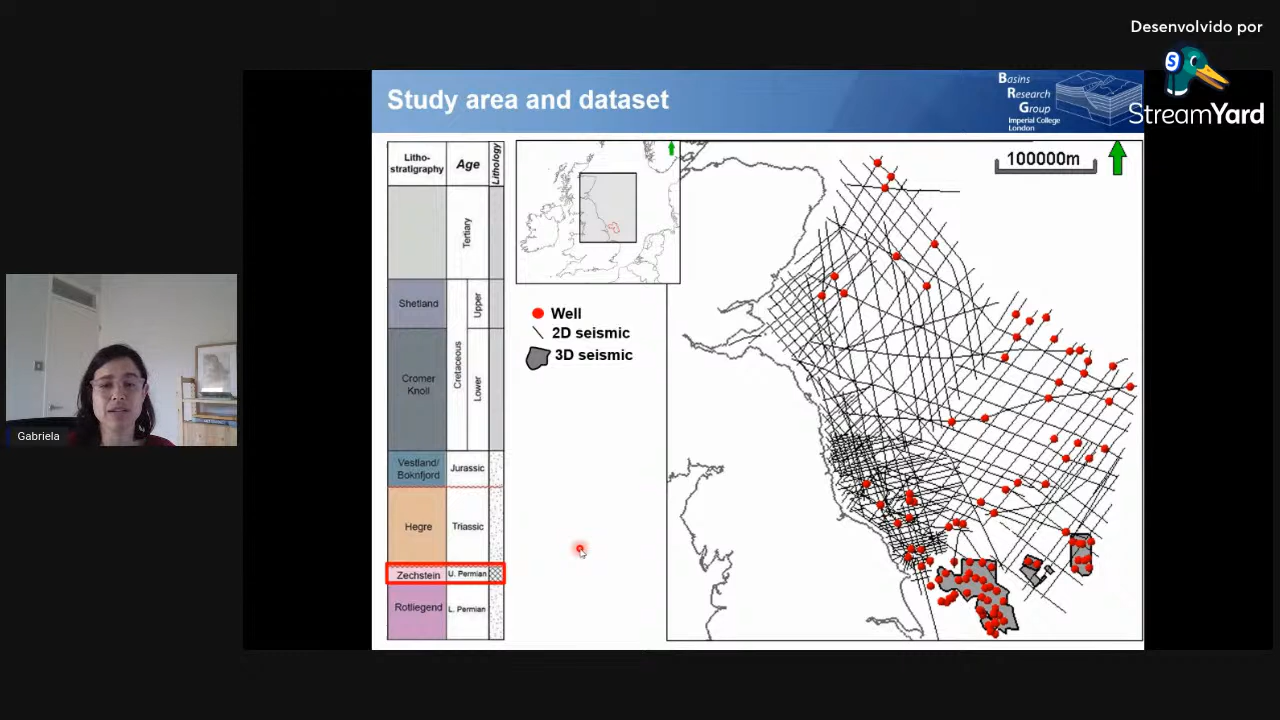 Desenvolvido por
StreamYard
Study area and dataset
Basins
Research
Group
Imperial College
London
Litho-
stratigraphy
Age
Lithology
Tertiary
Shetland
Upper
Cretaceous
Cromer
Knoll
Lower
Vestland/
Boknfjord
Jurassic
Hegre
Triassic
Zechstein
U. Permian
Rotliegend
L. Permian
Well
2D seismic
3D seismic
100000m
Gabriela